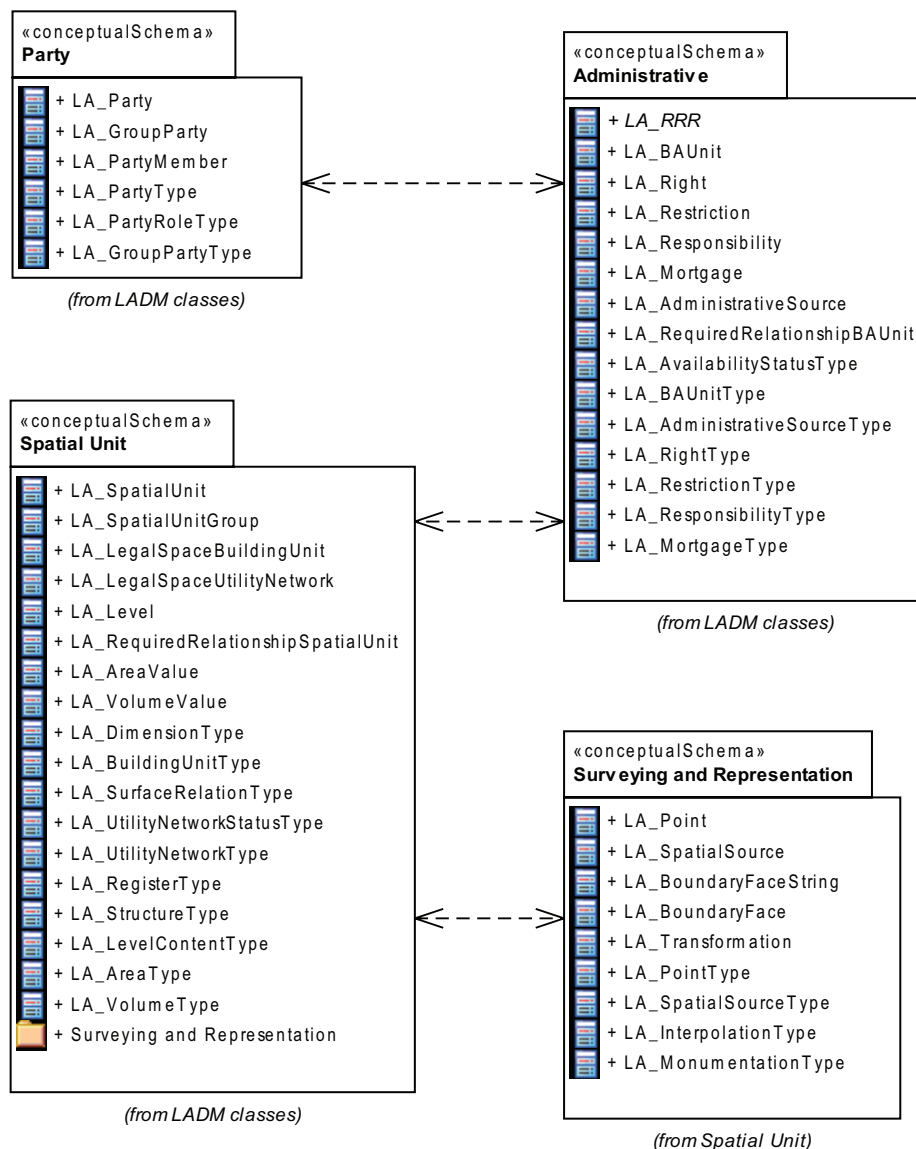 «conceptualSchema»
Party
+ LA_Party
+ LA_GroupParty
+ LA_PartyMember
+ LA_PartyType
+ LA_PartyRoleType
+ LA_GroupPartyType
(from LADM classes)
«conceptualSchema»
Administrative
+ LA_RRR
+ LA_BAUnit
+ LA_Right
+ LA_Restriction
+ LA_Responsibility
+ LA_Mortgage
+ LA_AdministrativeSource
+ LA_RequiredRelationshipBAUnit
+ LA_AvailabilityStatusType
+ LA_BAUnitType
+ LA_AdministrativeSourceType
+ LA_RightType
+ LA_RestrictionType
+ LA_ResponsibilityType
+ LA_MortgageType
(from LADM classes)
«conceptualSchema»
Spatial Unit
+ LA_SpatialUnit
+ LA_SpatialUnitGroup
+ LA_LegalSpaceBuildingUnit
+ LA_LegalSpaceUtilityNetwork
+ LA_Level
+ LA_RequiredRelationshipSpatialUnit
+ LA_AreaValue
+ LA_VolumeValue
+ LA_DimensionType
+ LA_BuildingUnitType
+ LA_SurfaceRelationType
+ LA_UtilityNetworkStatusType
+ LA_UtilityNetworkType
+ LA_RegisterType
+ LA_StructureType
+ LA_LevelContentType
+ LA_AreaType
+ LA_VolumeType
+ Surveying and Representation
(from LADM classes)
«conceptualSchema»
Surveying and Representation
+ LA_Point
+ LA_SpatialSource
+ LA_BoundaryFaceString
+ LA_BoundaryFace
+ LA_Transformation
+ LA_PointType
+ LA_SpatialSourceType
+ LA_InterpolationType
+ LA_MonumentationType
(from Spatial Unit)